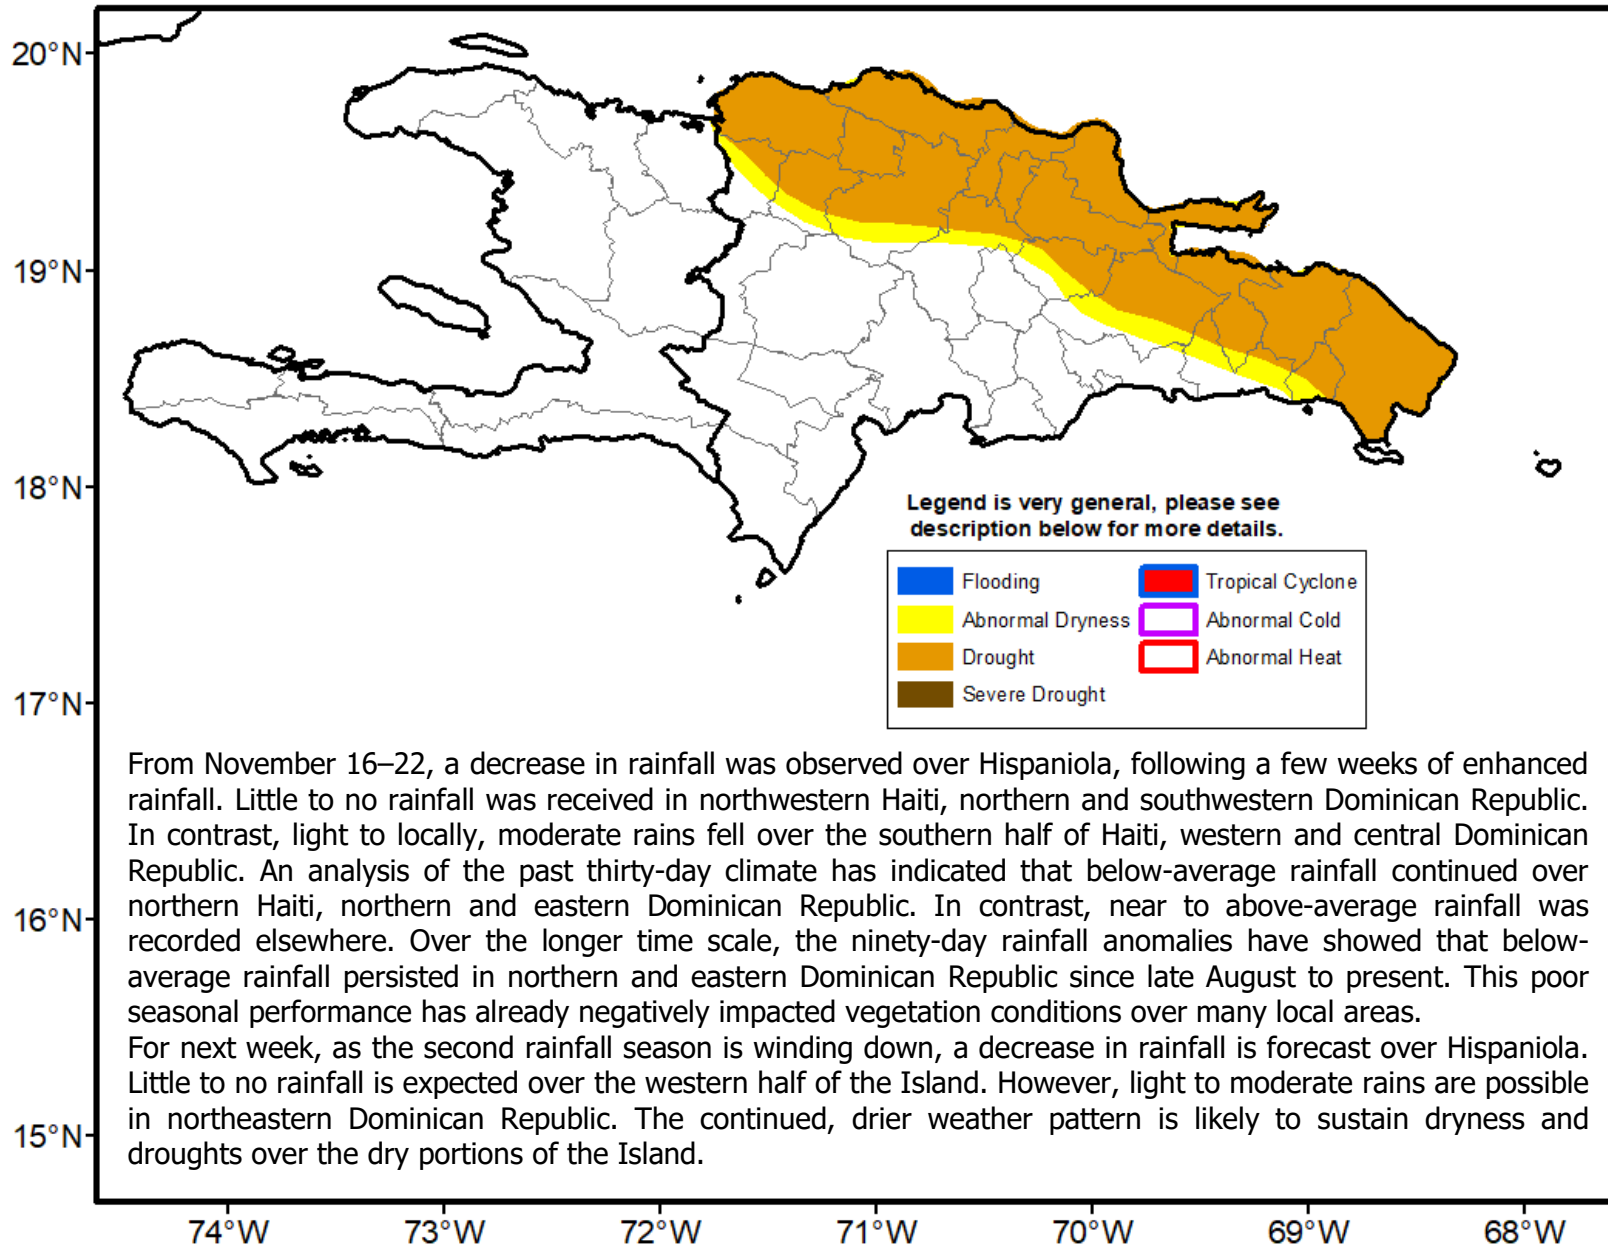 20°N
19°N
18°N
17°N
16°N
15°N
Legend is very general, please see
description below for more details.
Flooding
Tropical Cyclone
Abnormal Dryness
Abnormal Cold
Drought
Abnormal Heat
Severe Drought
From November 16–22, a decrease in rainfall was observed over Hispaniola, following a few weeks of enhanced
rainfall. Little to no rainfall was received in northwestern Haiti, northern and southwestern Dominican Republic.
In contrast, light to locally, moderate rains fell over the southern half of Haiti, western and central Dominican
Republic. An analysis of the past thirty-day climate has indicated that below-average rainfall continued over
northern Haiti, northern and eastern Dominican Republic. In contrast, near to above-average rainfall was
recorded elsewhere. Over the longer time scale, the ninety-day rainfall anomalies have showed that below-
average rainfall persisted in northern and eastern Dominican Republic since late August to present. This poor
seasonal performance has already negatively impacted vegetation conditions over many local areas.
For next week, as the second rainfall season is winding down, a decrease in rainfall is forecast over Hispaniola.
Little to no rainfall is expected over the western half of the Island. However, light to moderate rains are possible
in northeastern Dominican Republic. The continued, drier weather pattern is likely to sustain dryness and
droughts over the dry portions of the Island.
74°W
73°W
72°W
71°W
70°W
69°W
68°W